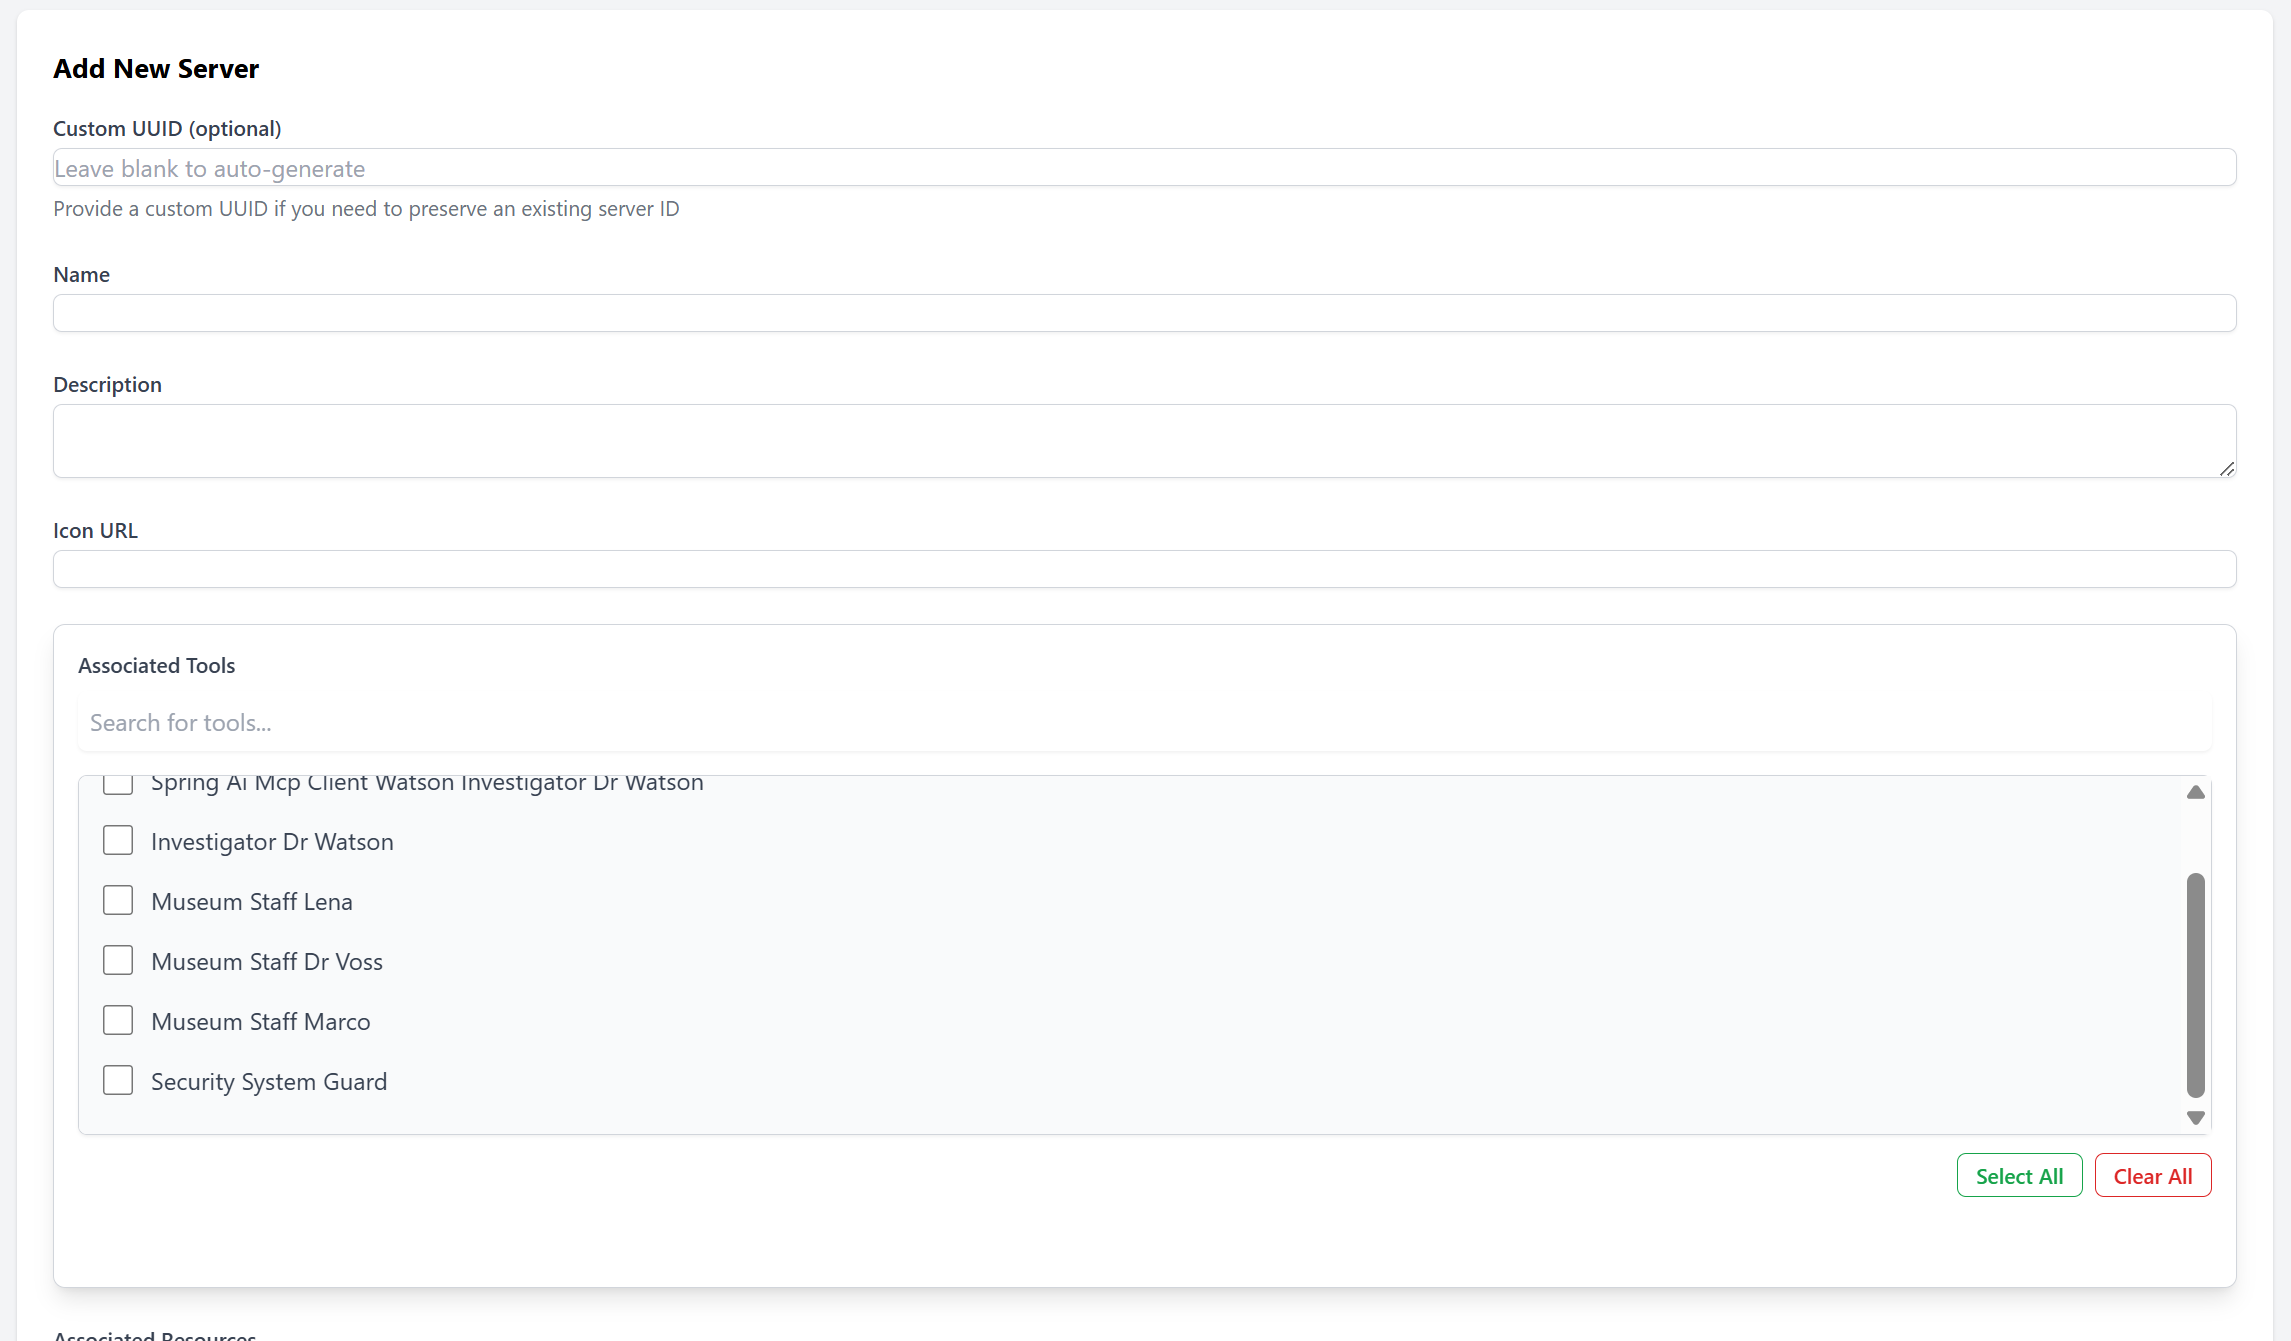 Add New Server
Custom UUID (optional)
Leave blank to auto-generate
Provide a custom UUID if you need to preserve an existing server ID
Name
Description
Icon URL
Associated Tools
Search for tools...
Spring Ai Mcp Client Watson Investigator Dr Watson
Investigator Dr Watson
Museum Staff Lena
Museum Staff Dr Voss
Museum Staff Marco
Security System Guard
Select All
Clear All
Associated Resources